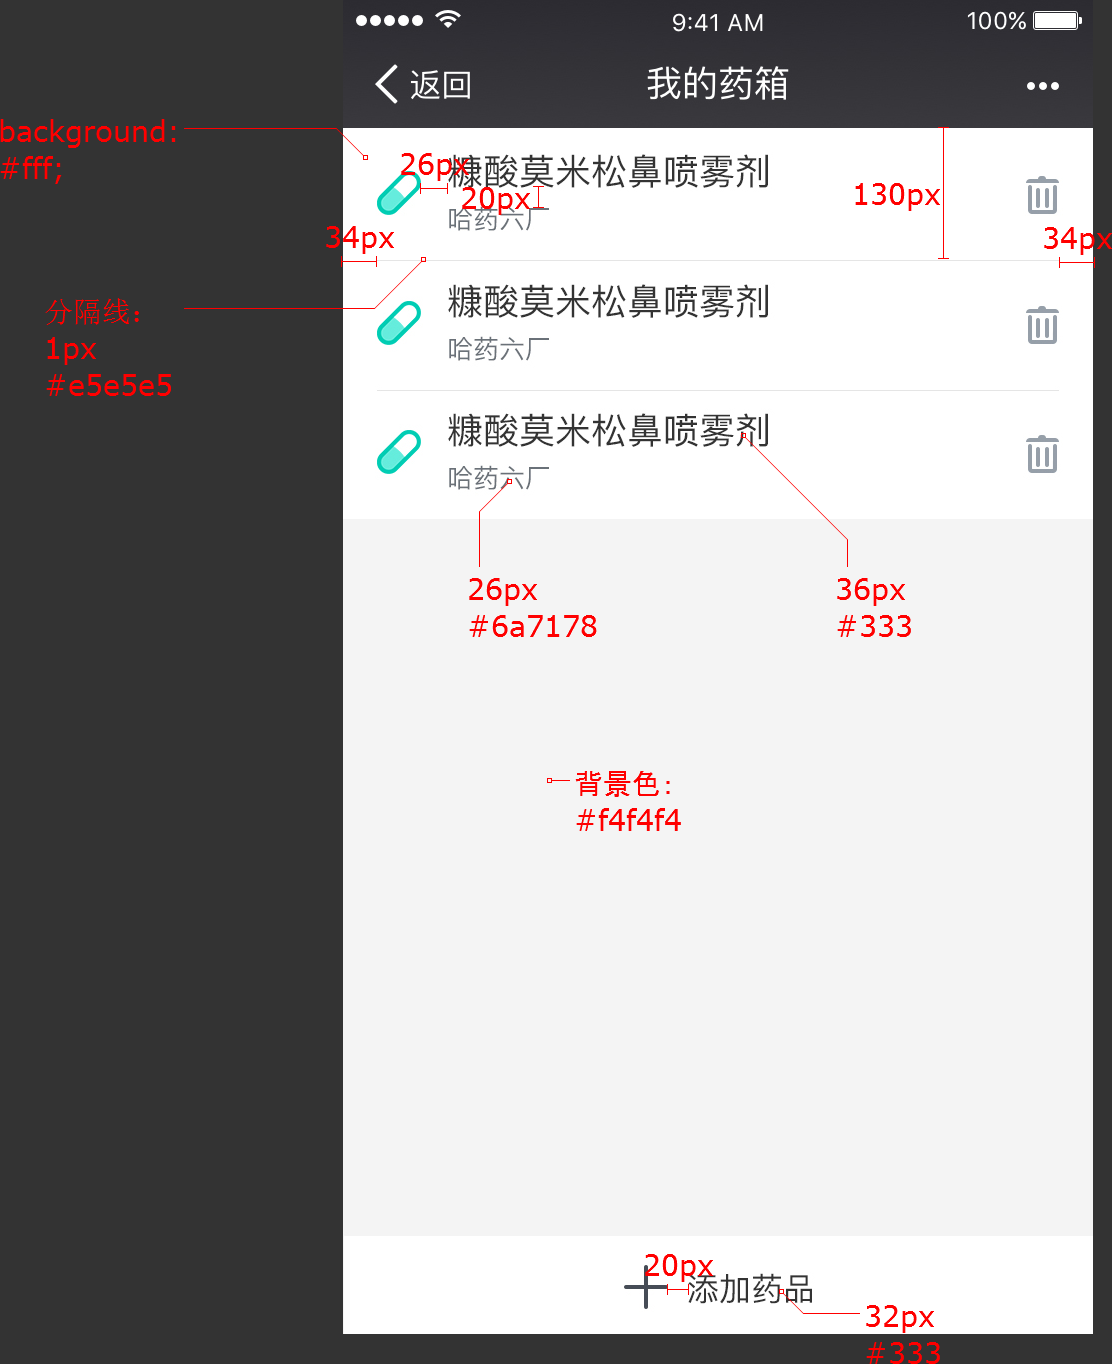 9:41 AM
100%
返回
我的药箱
background:
#fff;
26px
糠酸莫米松鼻喷雾剂
20px
130px
哈药六厂
34px
34px
糠酸莫米松鼻喷雾剂
分隔线：
1px
#e5e5e5
哈药六厂
糠酸莫米松鼻喷雾剂
哈药六厂
26px
#6a7178
36px
#333
背景色：
#f4f4f4
20px
添加药品
32px
#333